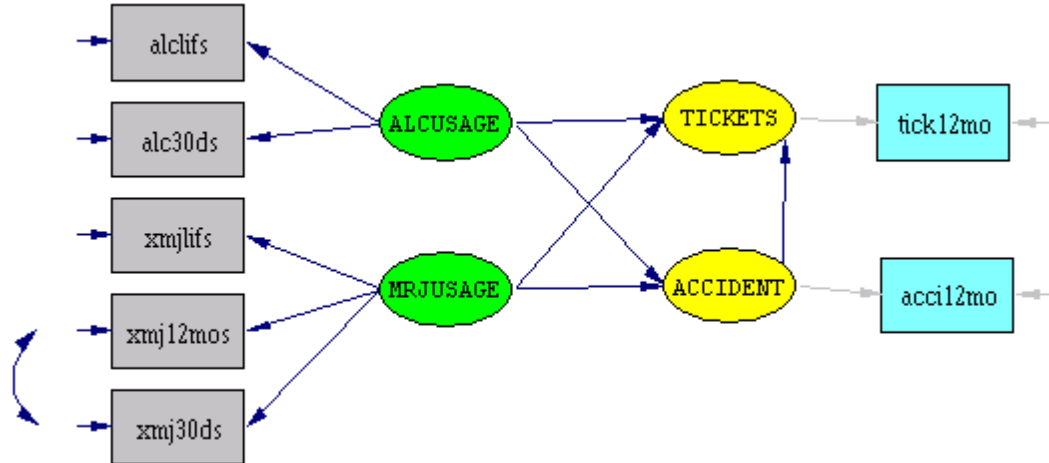 alclifs
alc30ds
xmjlifs
xmj12mos
xmj30ds
ALCUSAGE
MRJUSAGE
TICKETS
ACCIDENT
tick12mo
acci12mo